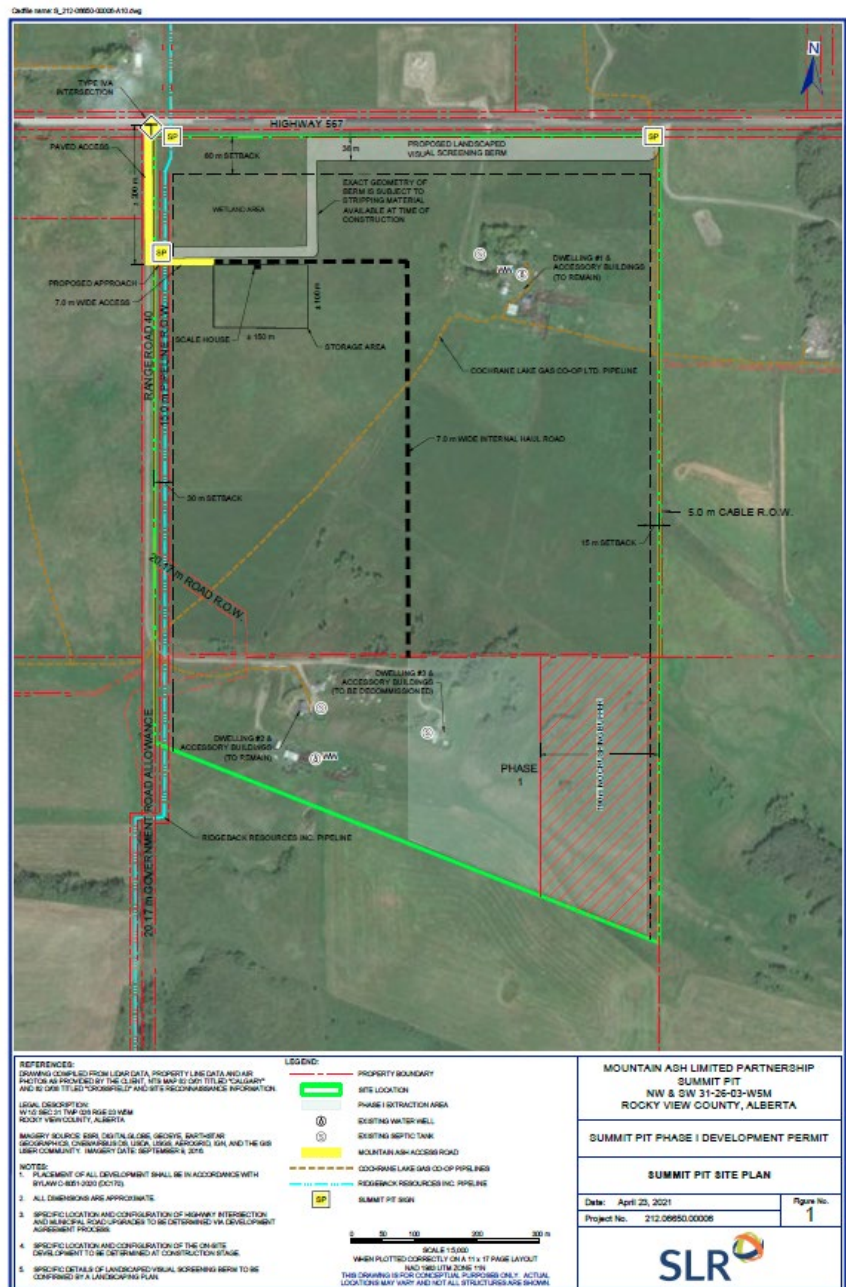 Cadfile name: S_212-06650-00006-A10.dwg
N
TYPE IVA
INTERSECTION
SP
HIGHWAY 567
SP
PAVED ACCESS
60 m SETBACK
36 m
PROPOSED LANDSCAPED
VISUAL SCREENING BERM
± 200 m
WETLAND AREA
EXACT GEOMETRY OF
BERM IS SUBJECT TO
STRIPPING MATERIAL
AVAILABLE AT TIME OF
CONSTRUCTION
SP
DWELLING #1 &
ACCESSORY BUILDINGS
(TO REMAIN)
PROPOSED APPROACH
7.0 m WIDE ACCESS
± 100 m
SCALE HOUSE
± 150 m
STORAGE AREA
RANGE ROAD 40
PIPELINE R.O.W.
COCHRANE LAKE GAS CO-OP LTD. PIPELINE
7.0 m WIDE INTERNAL HAUL ROAD
30 m SETBACK
5.0 m CABLE R.O.W.
15 m SETBACK
20.17 m ROAD R.O.W.
DWELLING #3 &
ACCESSORY BUILDINGS
(TO BE DECOMMISSIONED)
DWELLING #2 &
ACCESSORY BUILDINGS
(TO REMAIN)
PHASE
1
20.17 m GOVERNMENT ROAD ALLOWANCE
RIDGEBACK RESOURCES INC. PIPELINE
REFERENCES:
DRAWING COMPILED FROM LIDAR DATA, PROPERTY LINE DATA AND AIR
PHOTOS AS PROVIDED BY THE CLIENT, NTS MAP 82 O/01 TITLED "CALGARY"
AND 82 O/08 TITLED "CROSSFIELD" AND SITE RECONNAISSANCE INFORMATION.
LEGAL DESCRIPTION:
W 1/2 SEC 31 TWP 026 RGE 03 W5M
ROCKY VIEW COUNTY, ALBERTA
IMAGERY SOURCE: ESRI, DIGITALGLOBE, GEOEYE, EARTHSTAR
GEOGRAPHICS, CNES/AIRBUS DS, USDA, USGS, AEROGRID, IGN, AND THE GIS
USER COMMUNITY. IMAGERY DATE: SEPTEMBER 8, 2016.
NOTES:
1. PLACEMENT OF ALL DEVELOPMENT SHALL BE IN ACCORDANCE WITH
BYLAW C-8051-2020 (DC172)
2. ALL DIMENSIONS ARE APPROXIMATE.
3. SPECIFIC LOCATION AND CONFIGURATION OF HIGHWAY INTERSECTION
AND MUNICIPAL ROAD UPGRADES TO BE DETERMINED VIA DEVELOPMENT
AGREEMENT PROCESS.
4. SPECIFIC LOCATION AND CONFIGURATION OF THE ON-SITE
DEVELOPMENT TO BE DETERMINED AT CONSTRUCTION STAGE.
5. SPECIFIC DETAILS OF LANDSCAPED VISUAL SCREENING BERM TO BE
CONFIRMED BY A LANDSCAPING PLAN.
LEGEND:
PROPERTY BOUNDARY
SITE LOCATION
PHASE I EXTRACTION AREA
EXISTING WATER WELL
S EXISTING SEPTIC TANK
MOUNTAIN ASH ACCESS ROAD
COCHRANE LAKE GAS CO-OP PIPELINES
RIDGEBACK RESOURCES INC. PIPELINE
SP SUMMIT PIT SIGN
0 50 100 200 300 m
SCALE 1:5,000
WHEN PLOTTED CORRECTLY ON A 11 x 17 PAGE LAYOUT
NAD 1983 UTM ZONE 11N
THIS DRAWING IS FOR CONCEPTUAL PURPOSES ONLY. ACTUAL
LOCATIONS MAY VARY AND NOT ALL STRUCTURES ARE SHOWN.
MOUNTAIN ASH LIMITED PARTNERSHIP
SUMMIT PIT
NW & SW 31-26-03-W5M
ROCKY VIEW COUNTY, ALBERTA
SUMMIT PIT PHASE I DEVELOPMENT PERMIT
SUMMIT PIT SITE PLAN
Date: April 23, 2021
Project No. 212.06650.00006
Figure No.
1
SLR